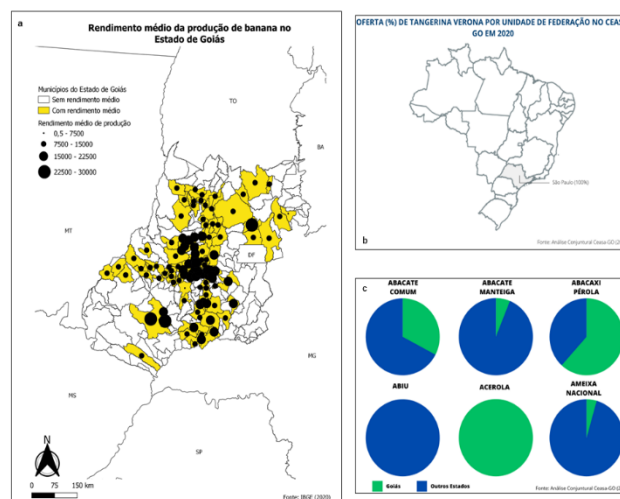 a
Rendimento médio da produção de banana no
Estado de Goiás
Municípios do Estado de Goiás
Sem rendimento médio
Com rendimento médio
Rendimento médio de produção
0,5 - 7500
7500 - 15000
15000 - 22500
22500 - 30000
TO
BA
MT
DF
MG
MS
SP
N
0 75 150 km
Fonte: IBGE (2020)
OFERTA (%) DE TANGERINA VERONA POR UNIDADE DE FEDERAÇÃO NO CEAS
GO EM 2020
São Paulo (100%)
b
Fonte: Análise Conjuntural Ceasa-GO (2
c
ABACATE
COMUM
ABACATE
MANTEIGA
ABACAXI
PÉROLA
ABIU
ACEROLA
AMEIXA
NACIONAL
Goiás
Outros Estados
Fonte: Análise Conjuntural Ceasa-GO (2